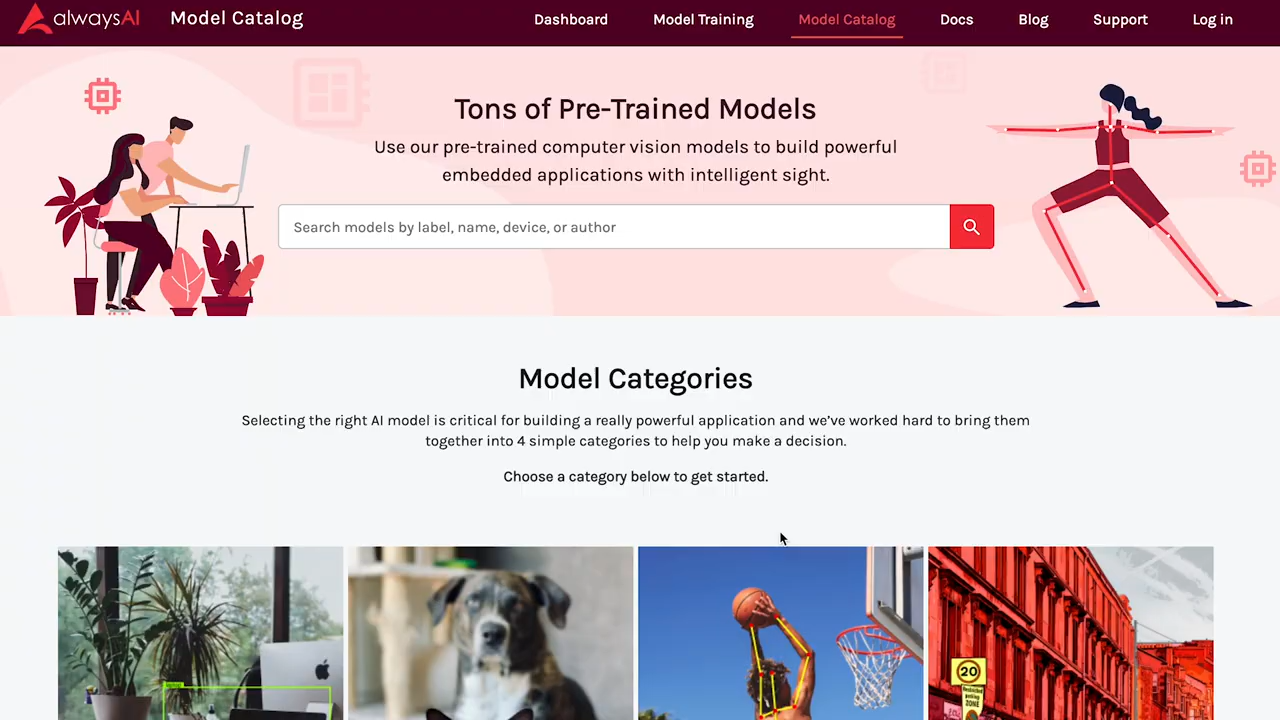 alwaysAI Model Catalog Dashboard Model Training Model Catalog Docs Blog Support Log in
Tons of Pre-Trained Models
Use our pre-trained computer vision models to build powerful
embedded applications with intelligent sight.
Search models by label, name, device, or author
Model Categories
Selecting the right AI model is critical for building a really powerful application and we’ve worked hard to bring them
together into 4 simple categories to help you make a decision.
Choose a category below to get started.
20
ZONE